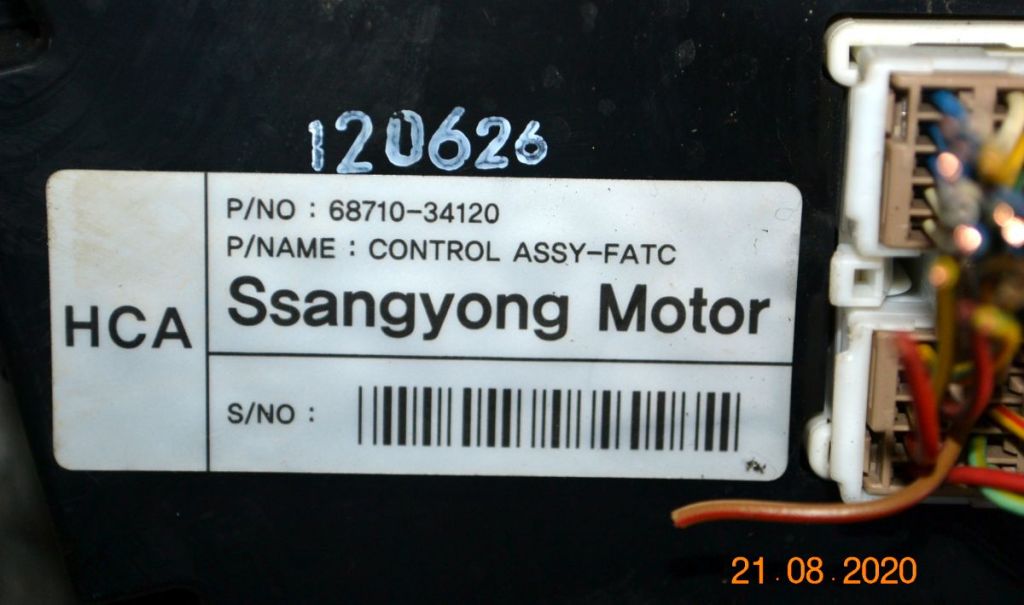 120626
P/NO : 68710-34120
P/NAME : CONTROL ASSY-FATC
HCA
Ssangyong Motor
S/NO :
21.08.2020